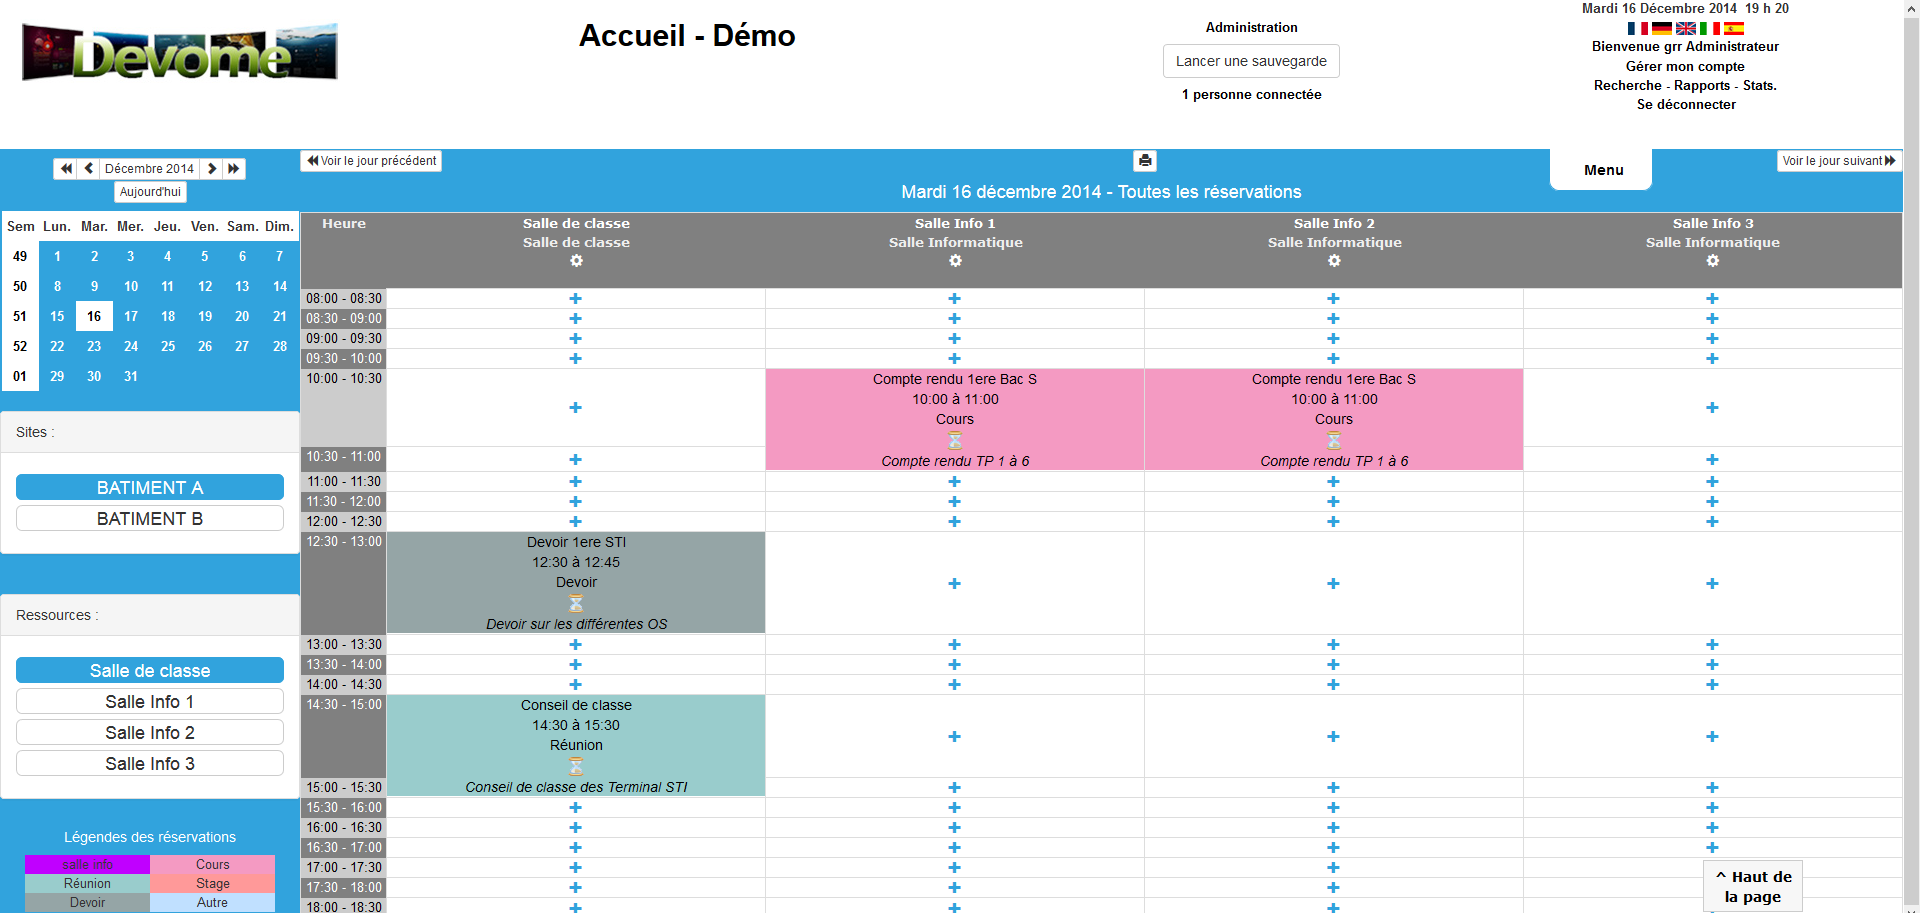 Devome
Accueil - Démo
Administration
Lancer une sauvegarde
1 personne connectée
Mardi 16 Décembre 2014  19 h 20
Bienvenue grr Administrateur
Gérer mon compte
Recherche - Rapports - Stats.
Se déconnecter
Décembre 2014
Aujourd'hui
Voir le jour précédent
Menu
Voir le jour suivant
Mardi 16 décembre 2014 - Toutes les réservations
Sem Lun. Mar. Mer. Jeu. Ven. Sam. Dim.
49 1 2 3 4 5 6 7
50 8 9 10 11 12 13 14
51 15 16 17 18 19 20 21
52 22 23 24 25 26 27 28
01 29 30 31
Sites :
BATIMENT A
BATIMENT B
Ressources :
Salle de classe
Salle Info 1
Salle Info 2
Salle Info 3
Légendes des réservations
salle info Cours
Réunion Stage
Devoir Autre
Heure Salle de classe Salle Info 1 Salle Info 2 Salle Info 3
Salle de classe Salle Informatique Salle Informatique Salle Informatique
08:00 - 08:30
08:30 - 09:00
09:00 - 09:30
09:30 - 10:00
10:00 - 10:30 Compte rendu 1ere Bac S Compte rendu 1ere Bac S
10:00 à 11:00 10:00 à 11:00
Cours Cours
10:30 - 11:00 Compte rendu TP 1 à 6 Compte rendu TP 1 à 6
11:00 - 11:30
11:30 - 12:00
12:00 - 12:30
12:30 - 13:00 Devoir 1ere STI
12:30 à 12:45
Devoir
Devoir sur les différentes OS
13:00 - 13:30
13:30 - 14:00
14:00 - 14:30
14:30 - 15:00 Conseil de classe
14:30 à 15:30
Réunion
15:00 - 15:30 Conseil de classe des Terminal STI
15:30 - 16:00
16:00 - 16:30
16:30 - 17:00
17:00 - 17:30
17:30 - 18:00
18:00 - 18:30
^ Haut de
la page